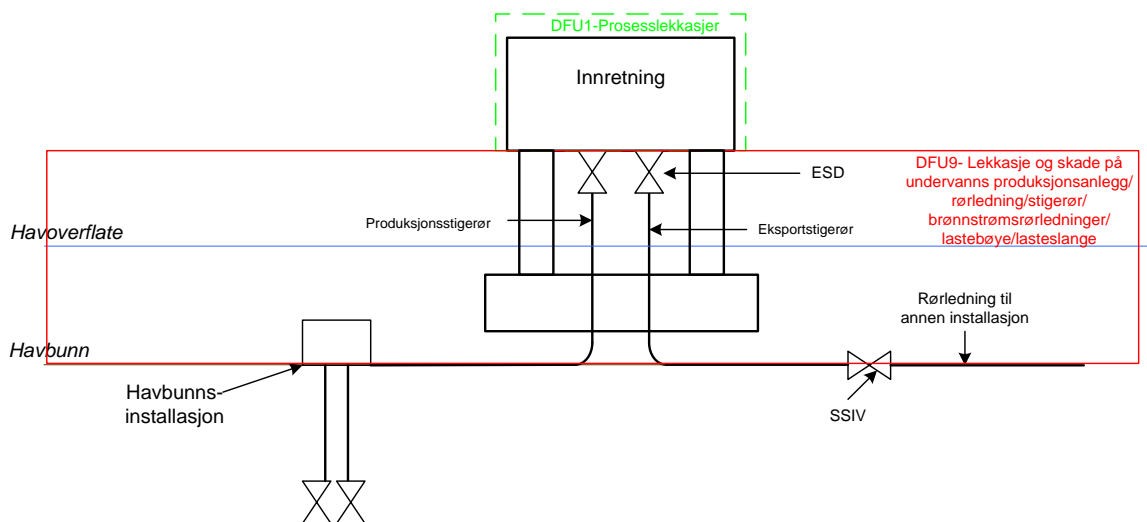 DFU1-Prosesslekkasjer
Innretning
DFU9- Lekkasje og skade på
undervanns produksjonsanlegg/
rørledning/stigerør/
brønnstrømsrørledninger/
lastebøye/lasteslange
ESD
Produksjonsstigerør
Eksportstigerør
Havoverflate
Rørledning til
annen installasjon
Havbunn
Havbunns-
installasjon
SSIV